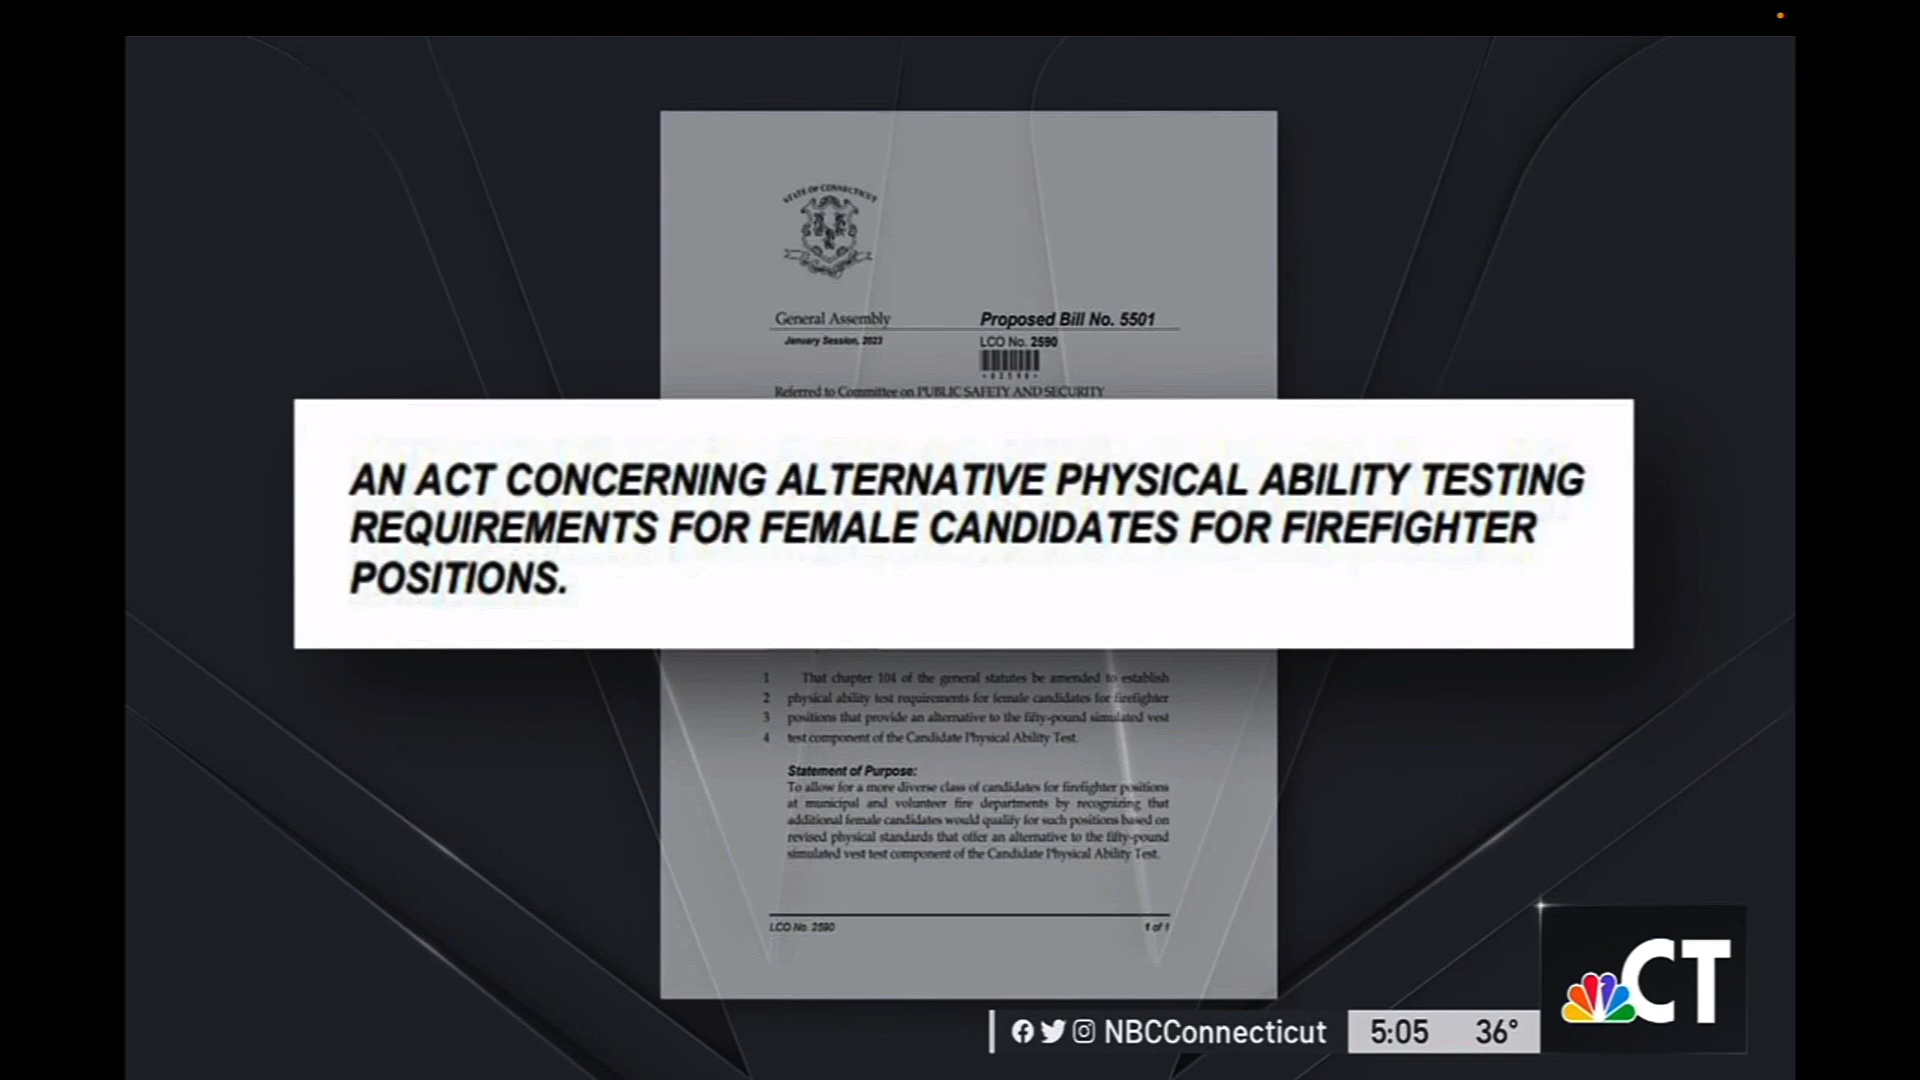 STATE OF CONNECTICUT
General Assembly
Proposed Bill No. 5501
January Session, 2023
LCO No. 2590
Referred to Committee on PUBLIC SAFETY AND SECURITY
AN ACT CONCERNING ALTERNATIVE PHYSICAL ABILITY TESTING
REQUIREMENTS FOR FEMALE CANDIDATES FOR FIREFIGHTER
POSITIONS.
1 That chapter 104 of the general statutes be amended to establish
2 physical ability test requirements for female candidates for firefighter
3 positions that provide an alternative to the fifty-pound simulated vest
4 test component of the Candidate Physical Ability Test.
Statement of Purpose:
To allow for a more diverse class of candidates for firefighter positions
at municipal and volunteer fire departments by recognizing that
additional female candidates would qualify for such positions based on
revised physical standards that offer an alternative to the fifty-pound
simulated vest test component of the Candidate Physical Ability Test.
LCO No. 2590
1 of 1
CT
NBCConnecticut
5:05 36°